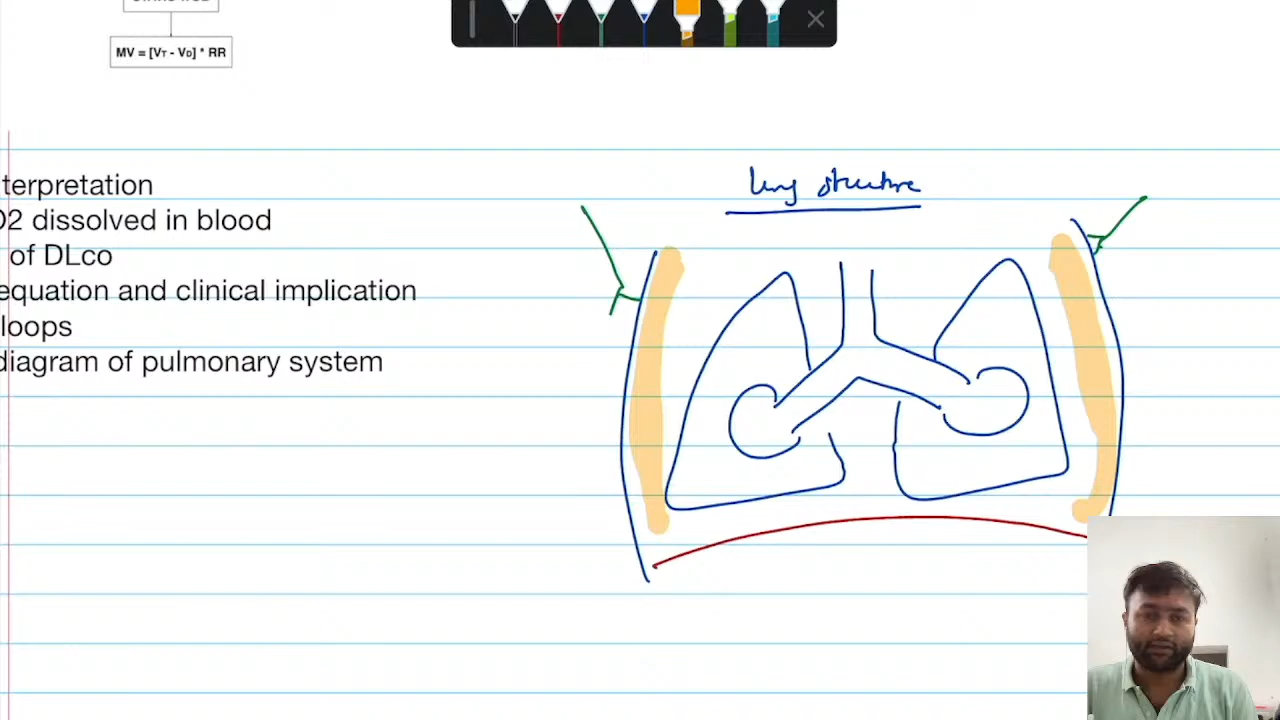 MV = [VT - VD] * RR
terpretation
O2 dissolved in blood
of DLco
equation and clinical implication
loops
diagram of pulmonary system
lung structure